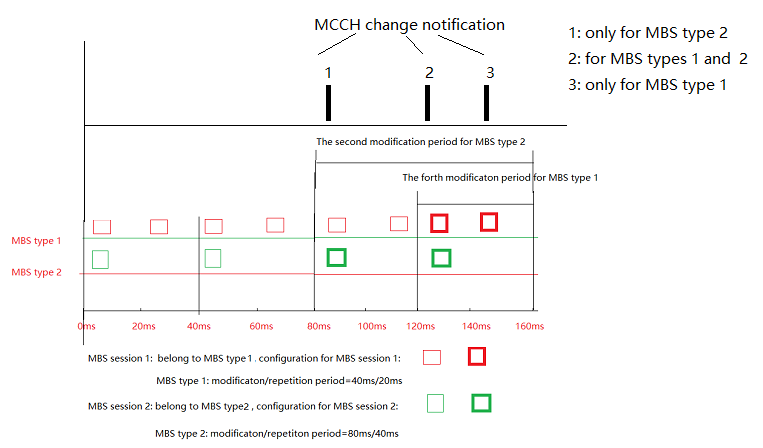 MCCH change notification
1: only for MBS type 2
2: for MBS types 1 and 2
3: only for MBS type 1
1
2
3
The second modification period for MBS type 2
The forth modificaton period for MBS type 1
MBS type 1
MBS type 2
0ms 20ms 40ms 60ms 80ms 100ms 120ms 140ms 160ms
MBS session 1: belong to MBS type1 . configuration for MBS session 1:
MBS type 1: modificaton/repetition period=40ms/20ms
MBS session 2: belong to MBS type2 , configuration for MBS session 2:
MBS type 2: modificaton/repetiton period=80ms/40ms